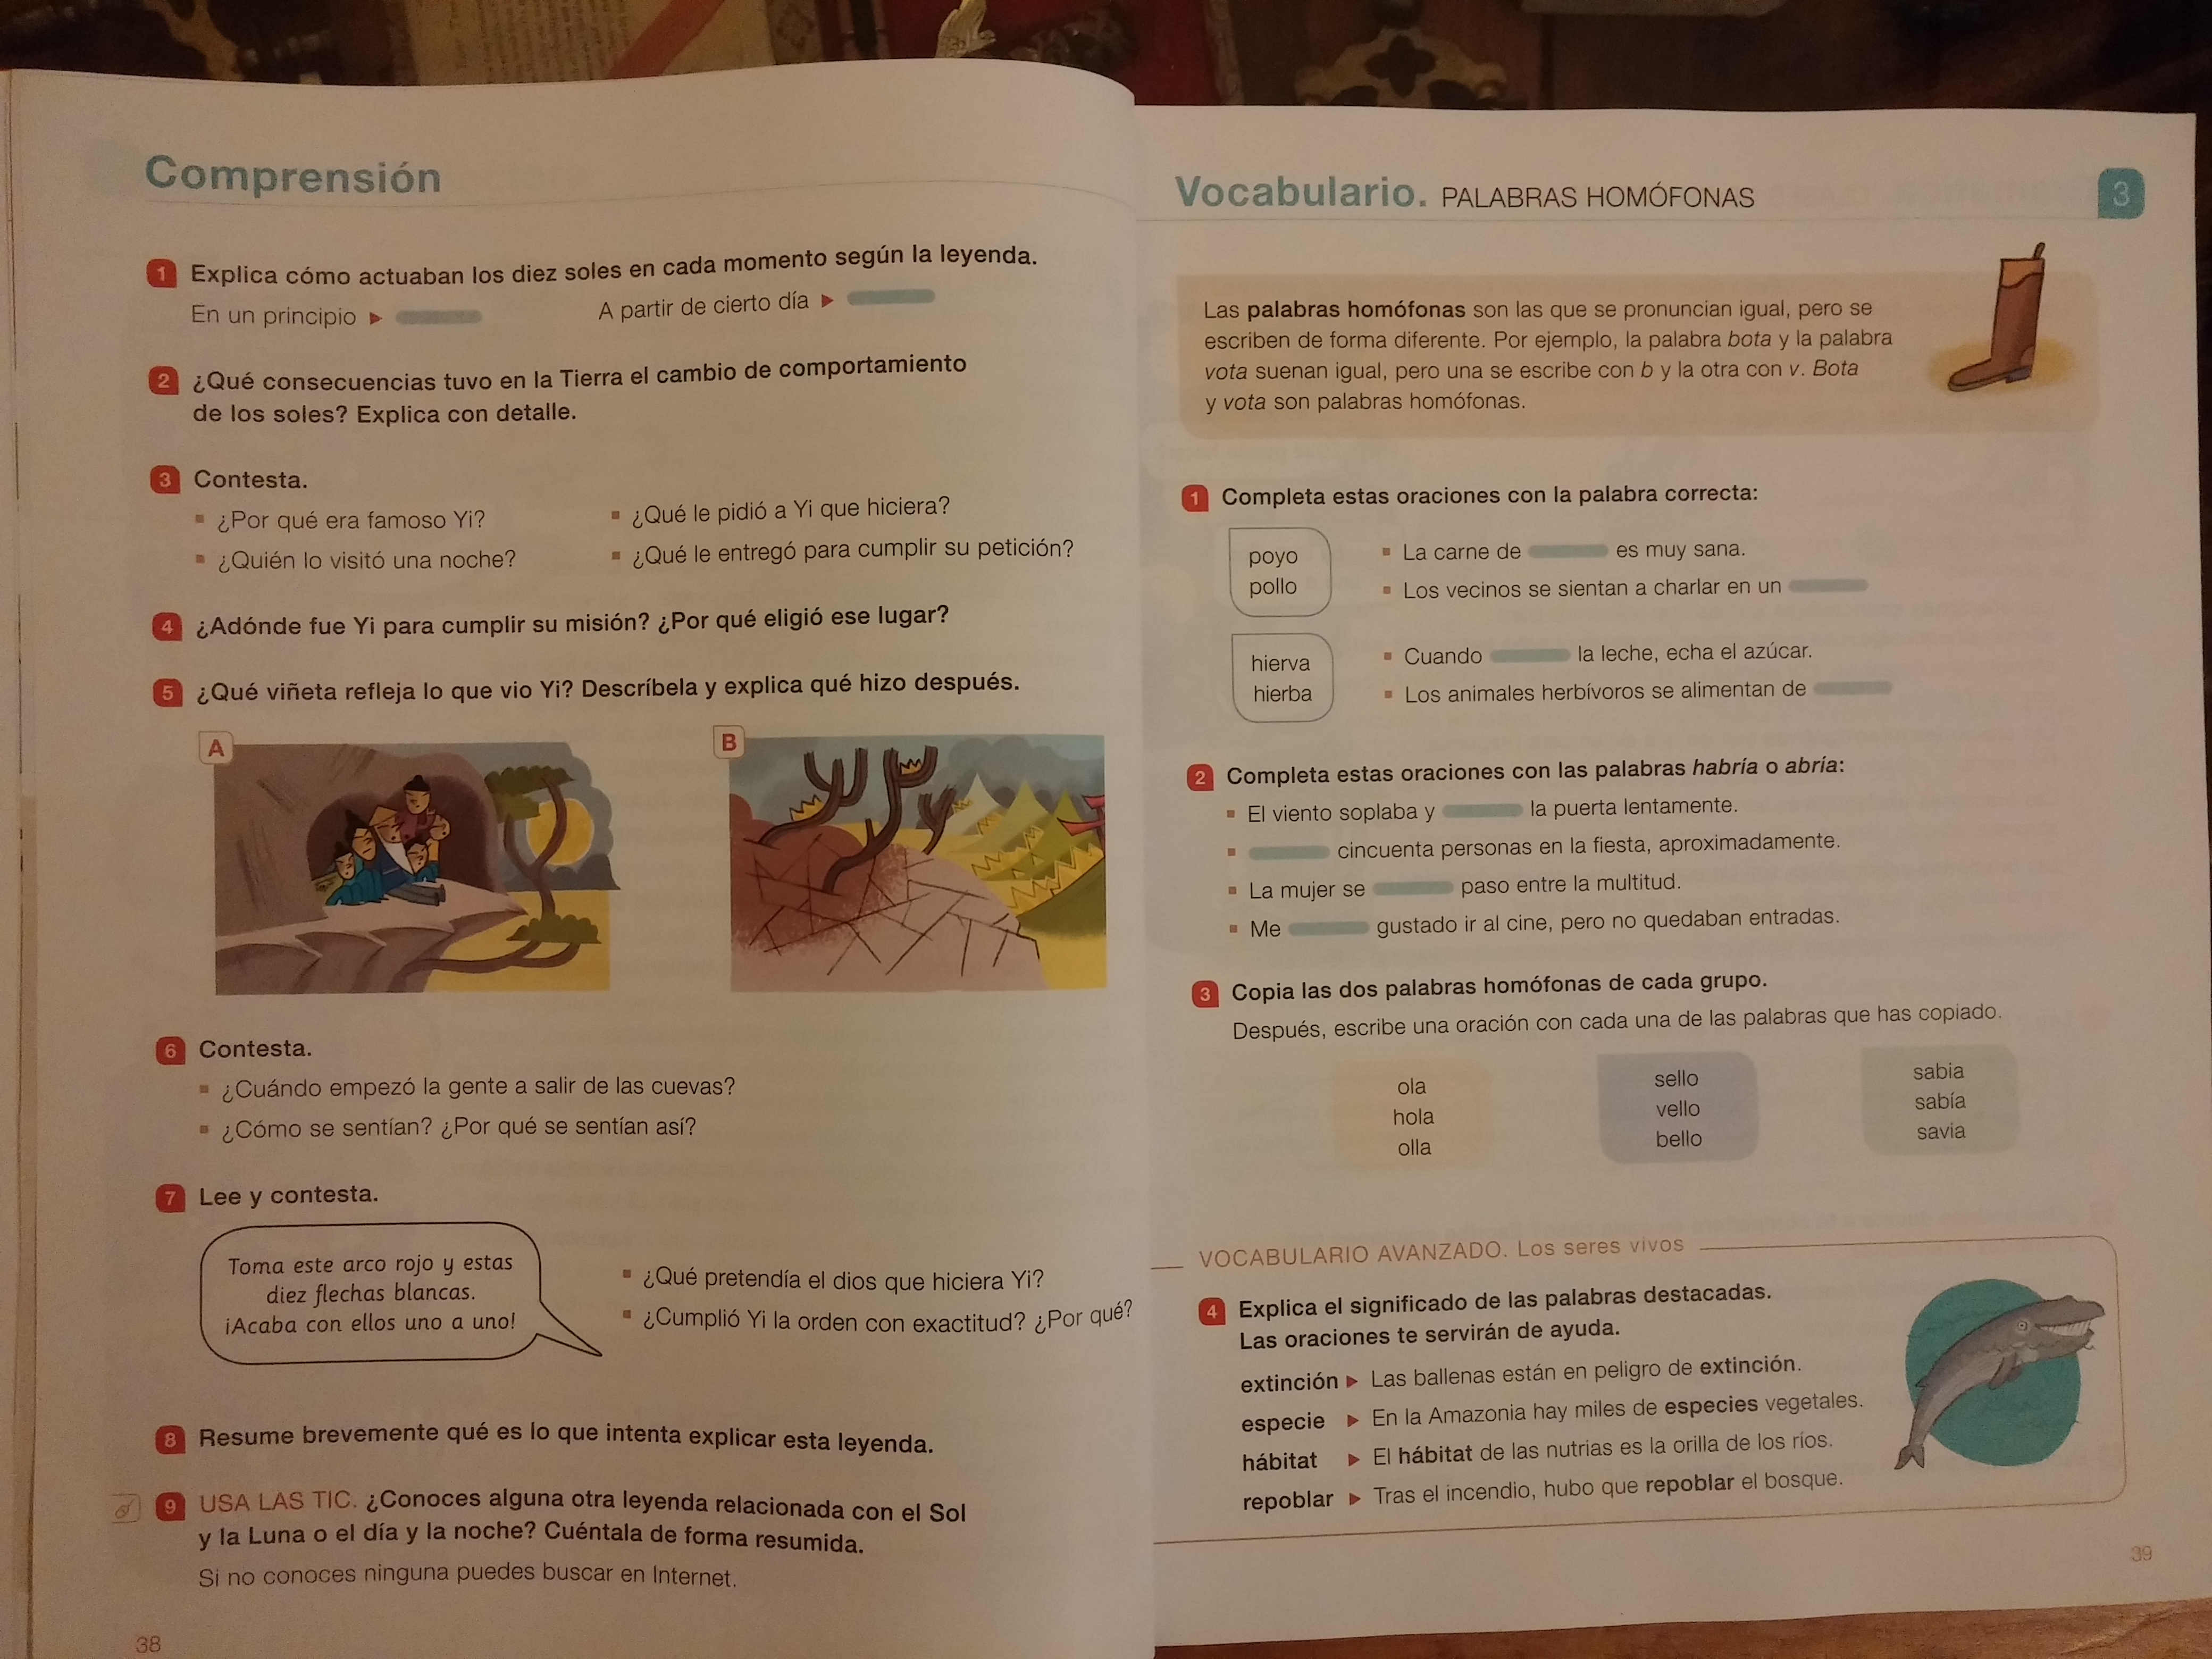 Comprensión
1 Explica cómo actuaban los diez soles en cada momento según la leyenda.
En un principio ▶
A partir de cierto día ▶
2 ¿Qué consecuencias tuvo en la Tierra el cambio de comportamiento
de los soles? Explica con detalle.
3 Contesta.
▪ ¿Por qué era famoso Yi?
▪ ¿Qué le pidió a Yi que hiciera?
▪ ¿Quién lo visitó una noche?
▪ ¿Qué le entregó para cumplir su petición?
4 ¿Adónde fue Yi para cumplir su misión? ¿Por qué eligió ese lugar?
5 ¿Qué viñeta refleja lo que vio Yi? Descríbela y explica qué hizo después.
A
B
6 Contesta.
▪ ¿Cuándo empezó la gente a salir de las cuevas?
▪ ¿Cómo se sentían? ¿Por qué se sentían así?
7 Lee y contesta.
Toma este arco rojo y estas
diez flechas blancas.
¡Acaba con ellos uno a uno!
▪ ¿Qué pretendía el dios que hiciera Yi?
▪ ¿Cumplió Yi la orden con exactitud? ¿Por qué?
8 Resume brevemente qué es lo que intenta explicar esta leyenda.
9 USA LAS TIC. ¿Conoces alguna otra leyenda relacionada con el Sol
y la Luna o el día y la noche? Cuéntala de forma resumida.
Si no conoces ninguna puedes buscar en Internet.
38
Vocabulario. PALABRAS HOMÓFONAS
3
Las palabras homófonas son las que se pronuncian igual, pero se
escriben de forma diferente. Por ejemplo, la palabra bota y la palabra
vota suenan igual, pero una se escribe con b y la otra con v. Bota
y vota son palabras homófonas.
1 Completa estas oraciones con la palabra correcta:
poyo
pollo
▪ La carne de es muy sana.
▪ Los vecinos se sientan a charlar en un
hierva
hierba
▪ Cuando la leche, echa el azúcar.
▪ Los animales herbívoros se alimentan de
2 Completa estas oraciones con las palabras habría o abría:
▪ El viento soplaba y la puerta lentamente.
▪ cincuenta personas en la fiesta, aproximadamente.
▪ La mujer se paso entre la multitud.
▪ Me gustado ir al cine, pero no quedaban entradas.
3 Copia las dos palabras homófonas de cada grupo.
Después, escribe una oración con cada una de las palabras que has copiado.
ola
hola
olla
sello
vello
bello
sabia
sabía
savia
VOCABULARIO AVANZADO. Los seres vivos
4 Explica el significado de las palabras destacadas.
Las oraciones te servirán de ayuda.
extinción ▶ Las ballenas están en peligro de extinción.
especie ▶ En la Amazonia hay miles de especies vegetales.
hábitat ▶ El hábitat de las nutrias es la orilla de los ríos.
repoblar ▶ Tras el incendio, hubo que repoblar el bosque.
39